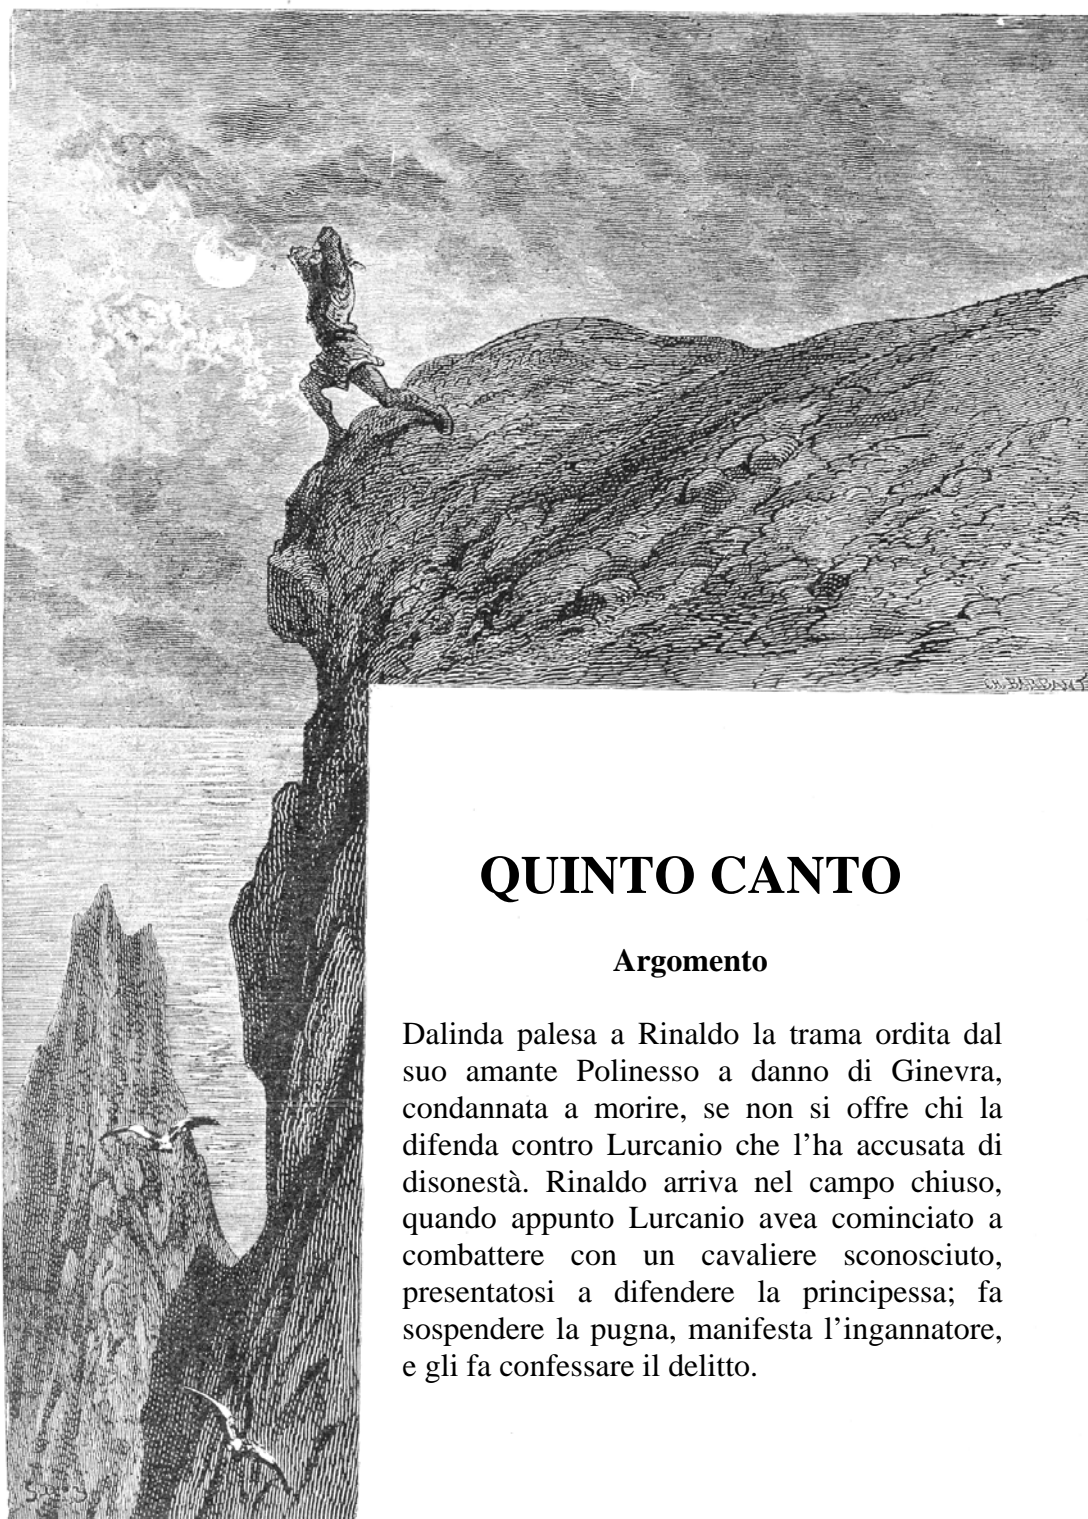 CH. BARBANT
QUINTO CANTO
Argomento
Dalinda palesa a Rinaldo la trama ordita dal
suo amante Polinesso a danno di Ginevra,
condannata a morire, se non si offre chi la
difenda contro Lurcanio che l’ha accusata di
disonestà. Rinaldo arriva nel campo chiuso,
quando appunto Lurcanio avea cominciato a
combattere con un cavaliere sconosciuto,
presentatosi a difendere la principessa; fa
sospendere la pugna, manifesta l’ingannatore,
e gli fa confessare il delitto.